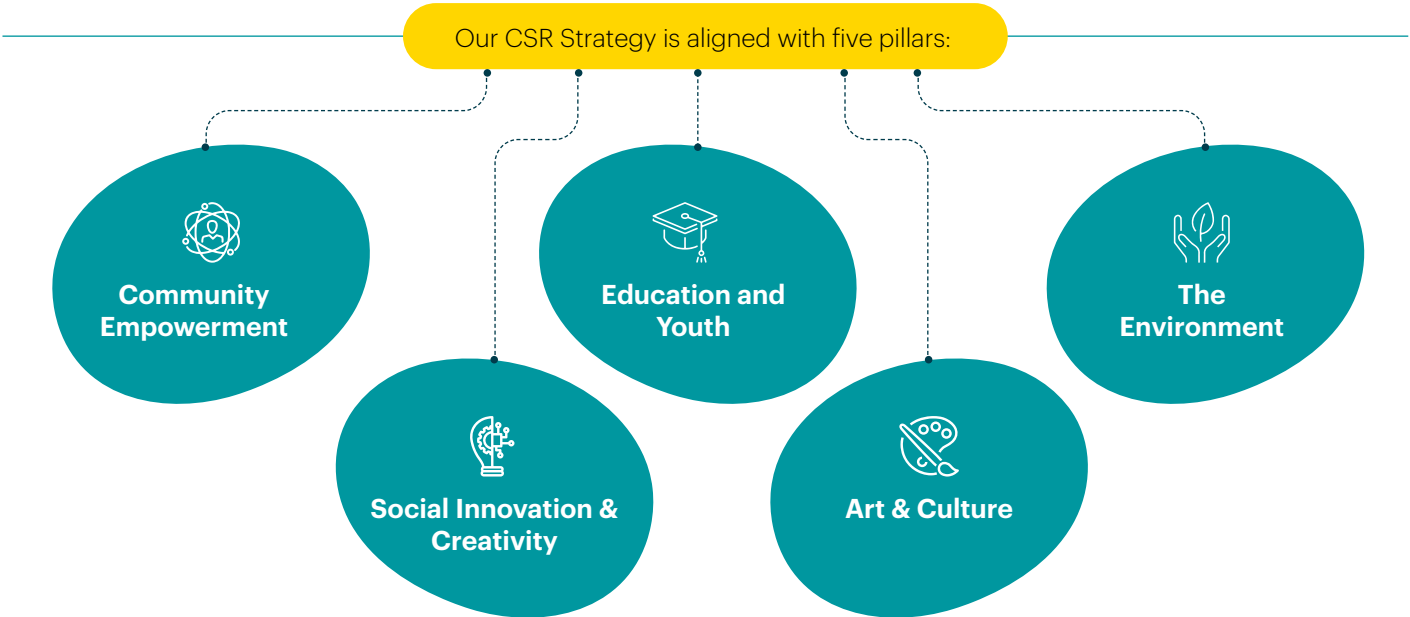 Our CSR Strategy is aligned with five pillars:
Community
Empowerment
Social Innovation &
Creativity
Education and
Youth
Art & Culture
The
Environment